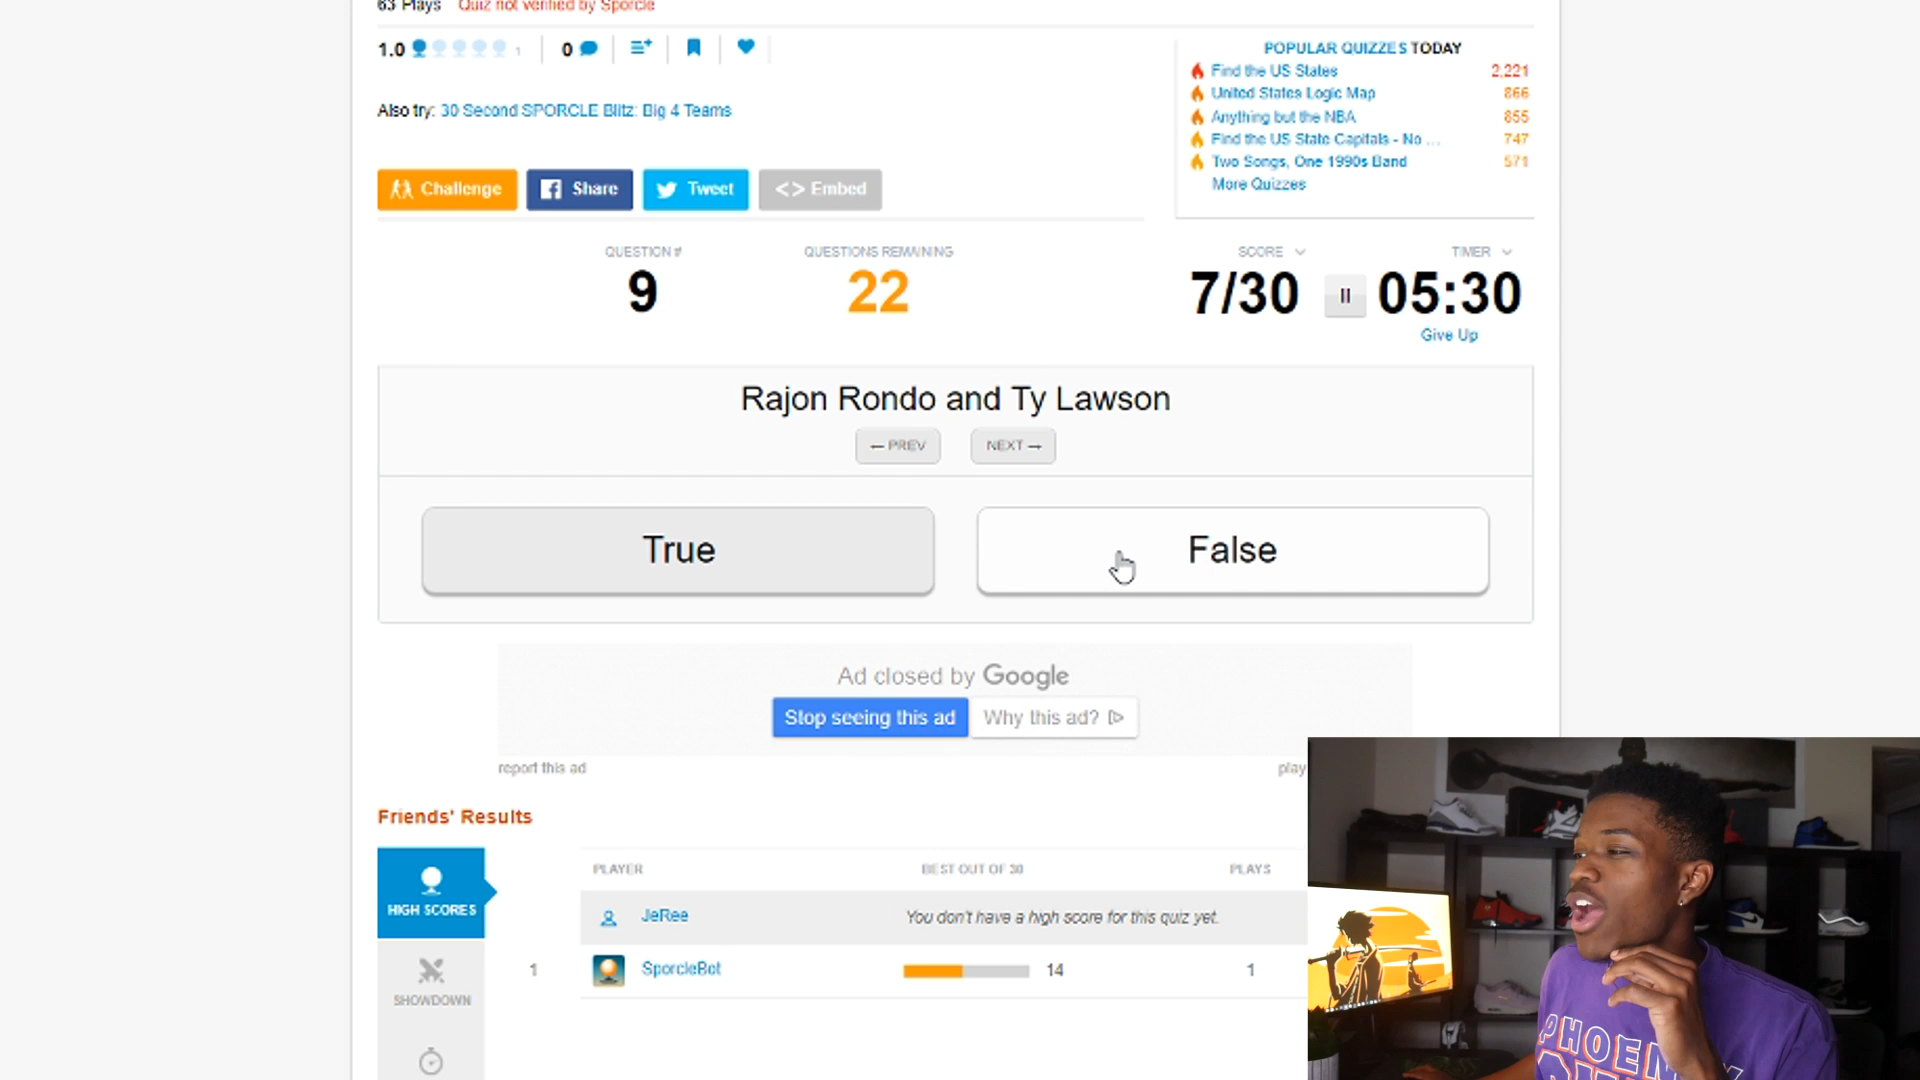 63 Plays Quiz not verified by Sporcle
1.0 1 0
Also try: 30 Second SPORCLE Blitz: Big 4 Teams
Challenge Share Tweet <> Embed
POPULAR QUIZZES TODAY
Find the US States 2,221
United States Logic Map 866
Anything but the NBA 855
Find the US State Capitals - No ... 747
Two Songs, One 1990s Band 571
More Quizzes
QUESTION # QUESTIONS REMAINING SCORE TIMER
9 22 7/30 05:30
Give Up
Rajon Rondo and Ty Lawson
← PREV NEXT →
True False
Ad closed by Google
Stop seeing this ad Why this ad?
report this ad play
Friends' Results
HIGH SCORES
SHOWDOWN
PLAYER BEST OUT OF 30 PLAYS
JeRee You don't have a high score for this quiz yet.
1 SporcleBot 14 1
PHOENIX